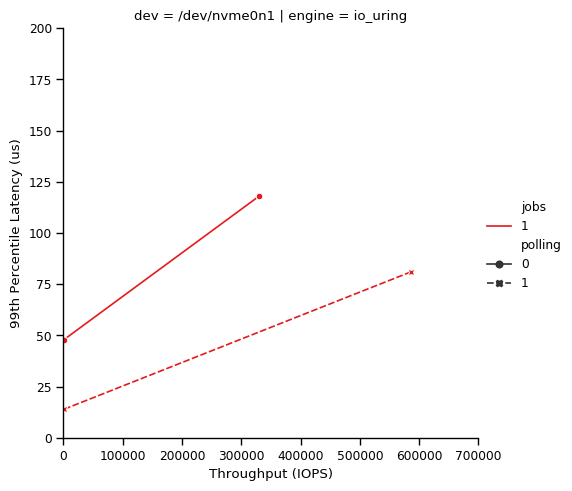 dev = /dev/nvme0n1 | engine = io_uring
200
175
150
125
100
75
50
25
0
99th Percentile Latency (us)
0 100000 200000 300000 400000 500000 600000 700000
Throughput (IOPS)
jobs
1
polling
0
1